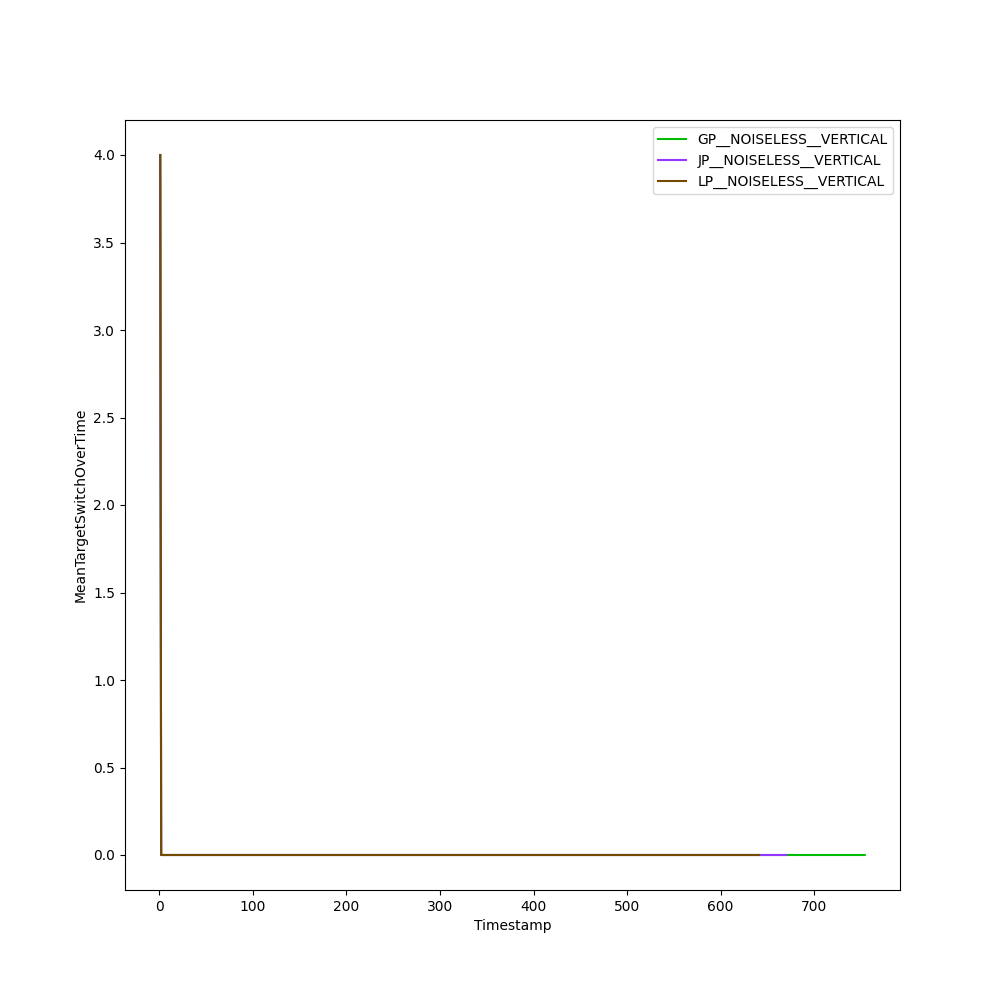 GP__NOISELESS__VERTICAL
JP__NOISELESS__VERTICAL
LP__NOISELESS__VERTICAL
4.0
3.5
3.0
2.5
2.0
1.5
1.0
0.5
0.0
MeanTargetSwitchOverTime
0 100 200 300 400 500 600 700
Timestamp